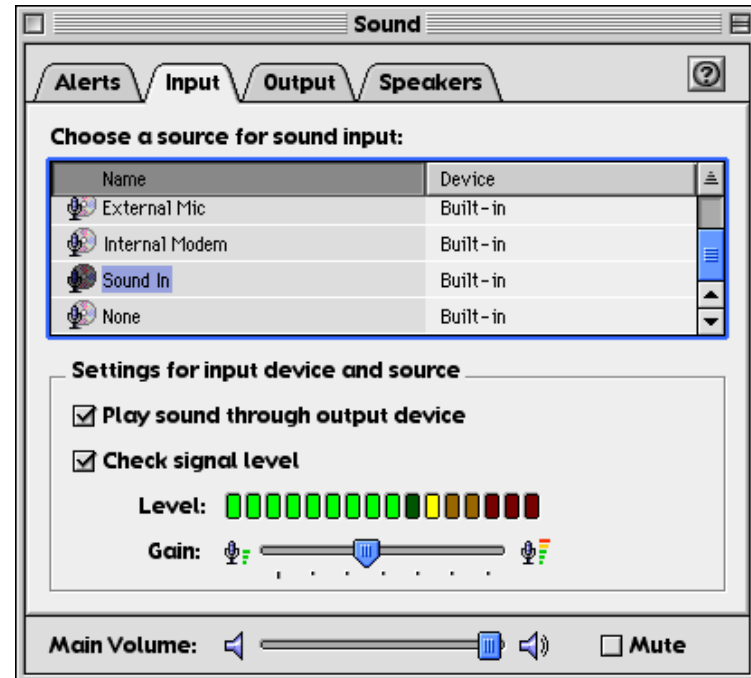 Sound
Alerts Input Output Speakers ?
Choose a source for sound input:
Name Device
External Mic Built-in
Internal Modem Built-in
Sound In Built-in
None Built-in
Settings for input device and source
Play sound through output device
Check signal level
Level:
Gain:
Main Volume: Mute